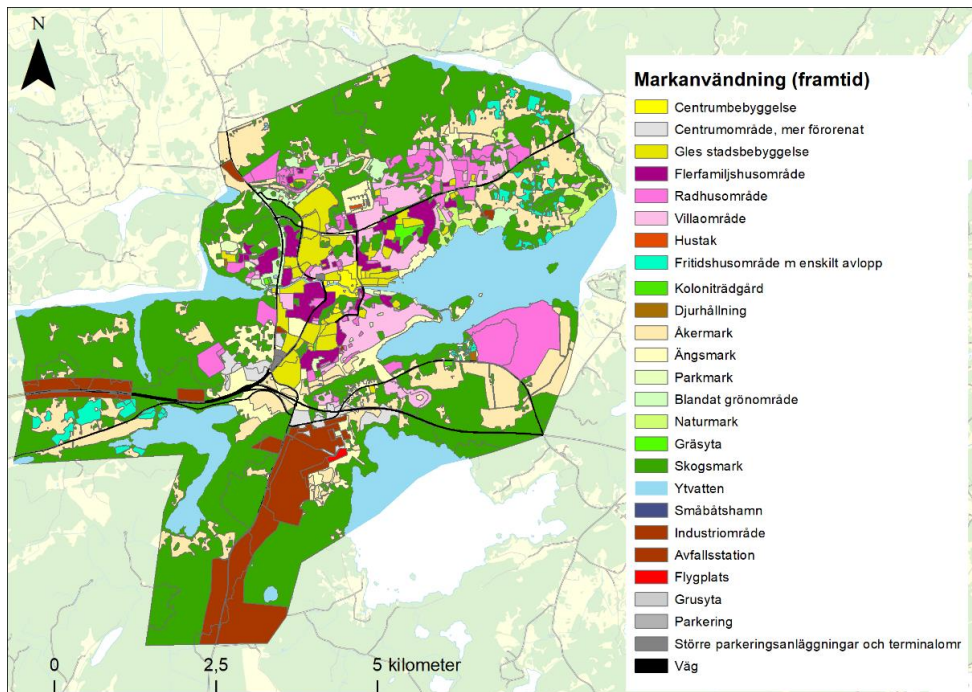 N
Markanvändning (framtid)
Centrumbebyggelse
Centrumområde, mer förorenat
Gles stadsbebyggelse
Flerfamiljshusområde
Radhusområde
Villaområde
Hustak
Fritidshusområde m enskilt avlopp
Koloniträdgård
Djurhållning
Åkermark
Ängsmark
Parkmark
Blandat grönområde
Naturmark
Gräsyta
Skogsmark
Ytvatten
Småbåtshamn
Industriområde
Avfallsstation
Flygplats
Grusyta
Parkering
Större parkeringsanläggningar och terminalomr
Väg
0 2,5 5 kilometer